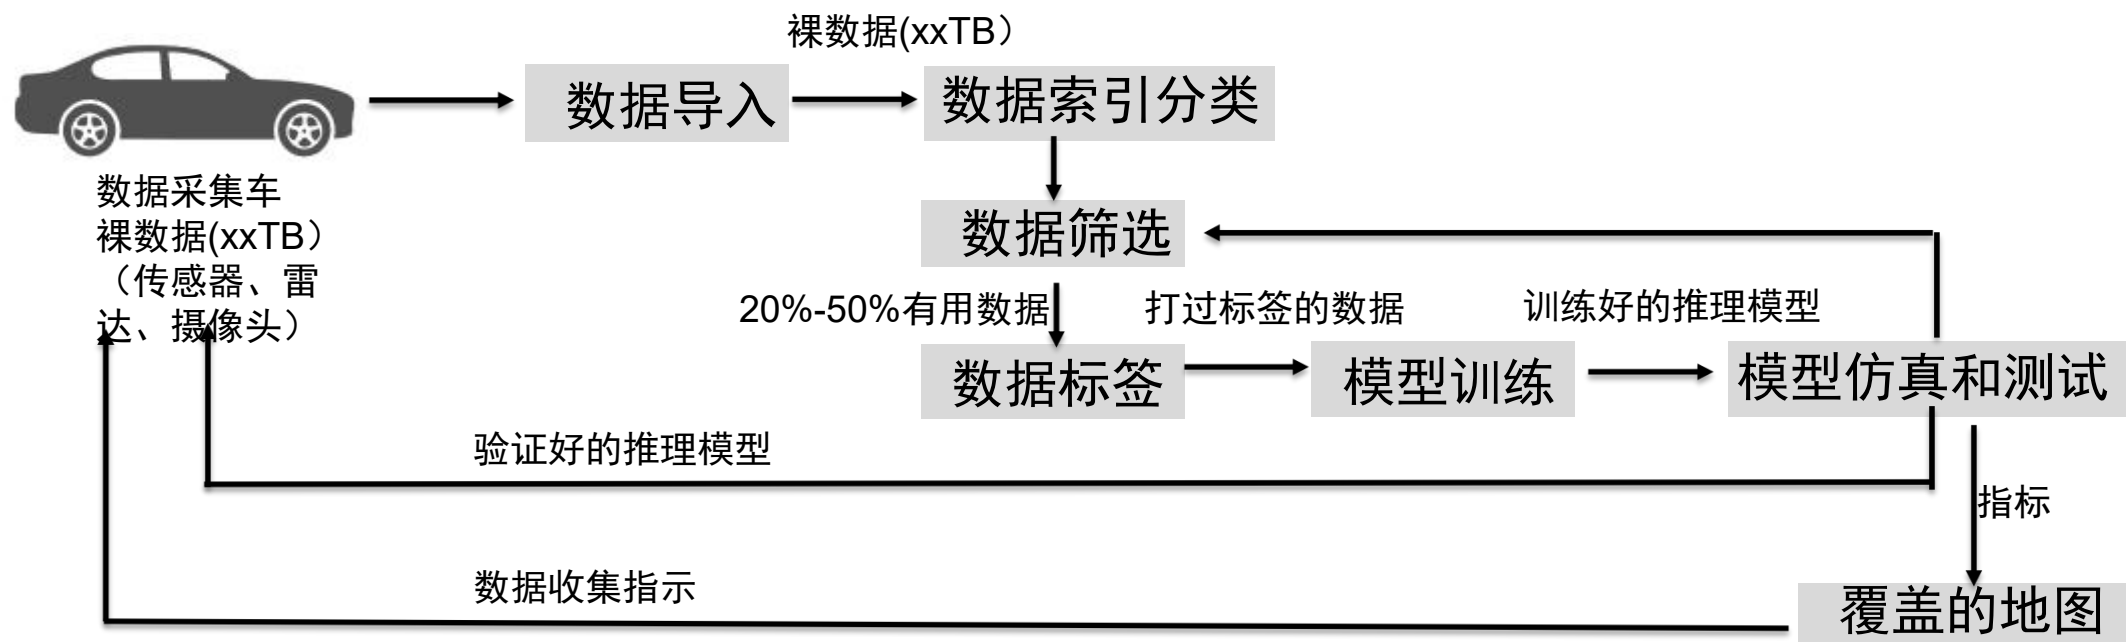 裸数据(xxTB）
数据导入
数据索引分类
数据采集车
裸数据(xxTB）
（传感器、雷
达、摄像头）
数据筛选
20%-50%有用数据
打过标签的数据
训练好的推理模型
数据标签
模型训练
模型仿真和测试
验证好的推理模型
指标
数据收集指示
覆盖的地图